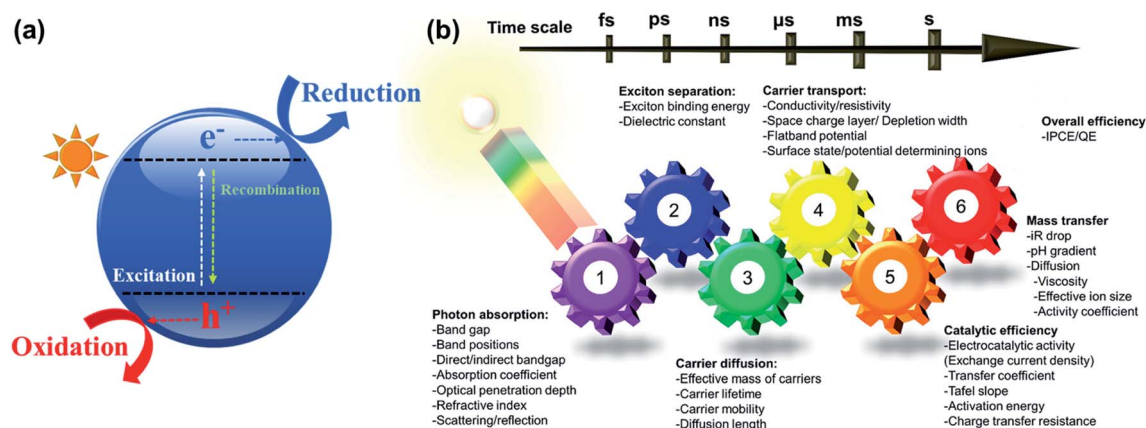 (a)
Reduction
e-
Recombination
Excitation
h+
Oxidation
(b)
Time scale
fs ps ns μs ms s
Exciton separation:
-Exciton binding energy
-Dielectric constant
Carrier transport:
-Conductivity/resistivity
-Space charge layer/ Depletion width
-Flatband potential
-Surface state/potential determining ions
Overall efficiency
-IPCE/QE
1
2
3
4
5
6
Mass transfer
-iR drop
-pH gradient
-Diffusion
-Viscosity
-Effective ion size
-Activity coefficient
Photon absorption:
-Band gap
-Band positions
-Direct/indirect bandgap
-Absorption coefficient
-Optical penetration depth
-Refractive index
-Scattering/reflection
Carrier diffusion:
-Effective mass of carriers
-Carrier lifetime
-Carrier mobility
-Diffusion length
Catalytic efficiency
-Electrocatalytic activity
(Exchange current density)
-Transfer coefficient
-Tafel slope
-Activation energy
-Charge transfer resistance